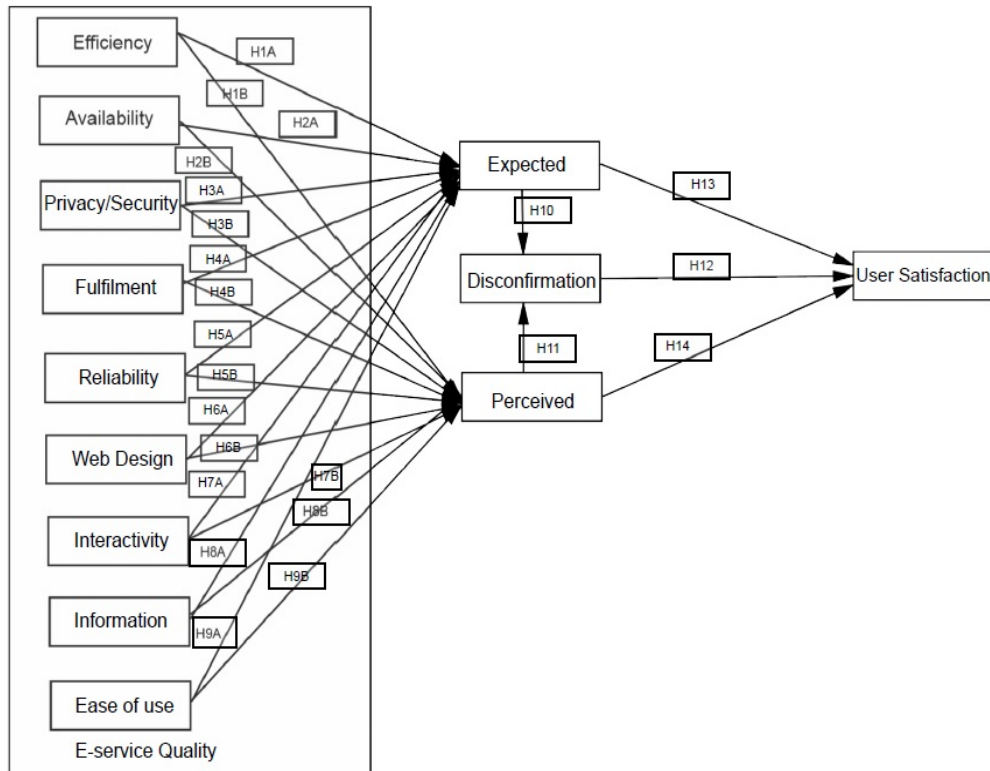 Efficiency
H1A
H1B
Availability
H2A
H2B
Expected
Privacy/Security
H3A
H13
H3B
H10
H4A
Fulfilment
H4B
Disconfirmation
H12
User Satisfaction
H5A
H11
H14
Reliability
H5B
H6A
Perceived
Web Design
H6B
H7A
H7B
H8B
Interactivity
H8A
H9B
Information
H9A
Ease of use
E-service Quality